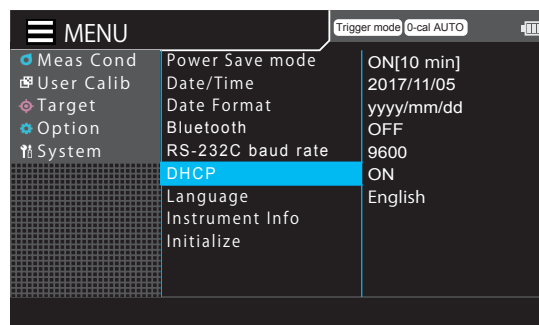 MENU
Trigger mode 0-cal AUTO
Meas Cond
User Calib
Target
Option
System
Power Save mode ON[10 min]
Date/Time 2017/11/05
Date Format yyyy/mm/dd
Bluetooth OFF
RS-232C baud rate 9600
DHCP ON
Language English
Instrument Info
Initialize